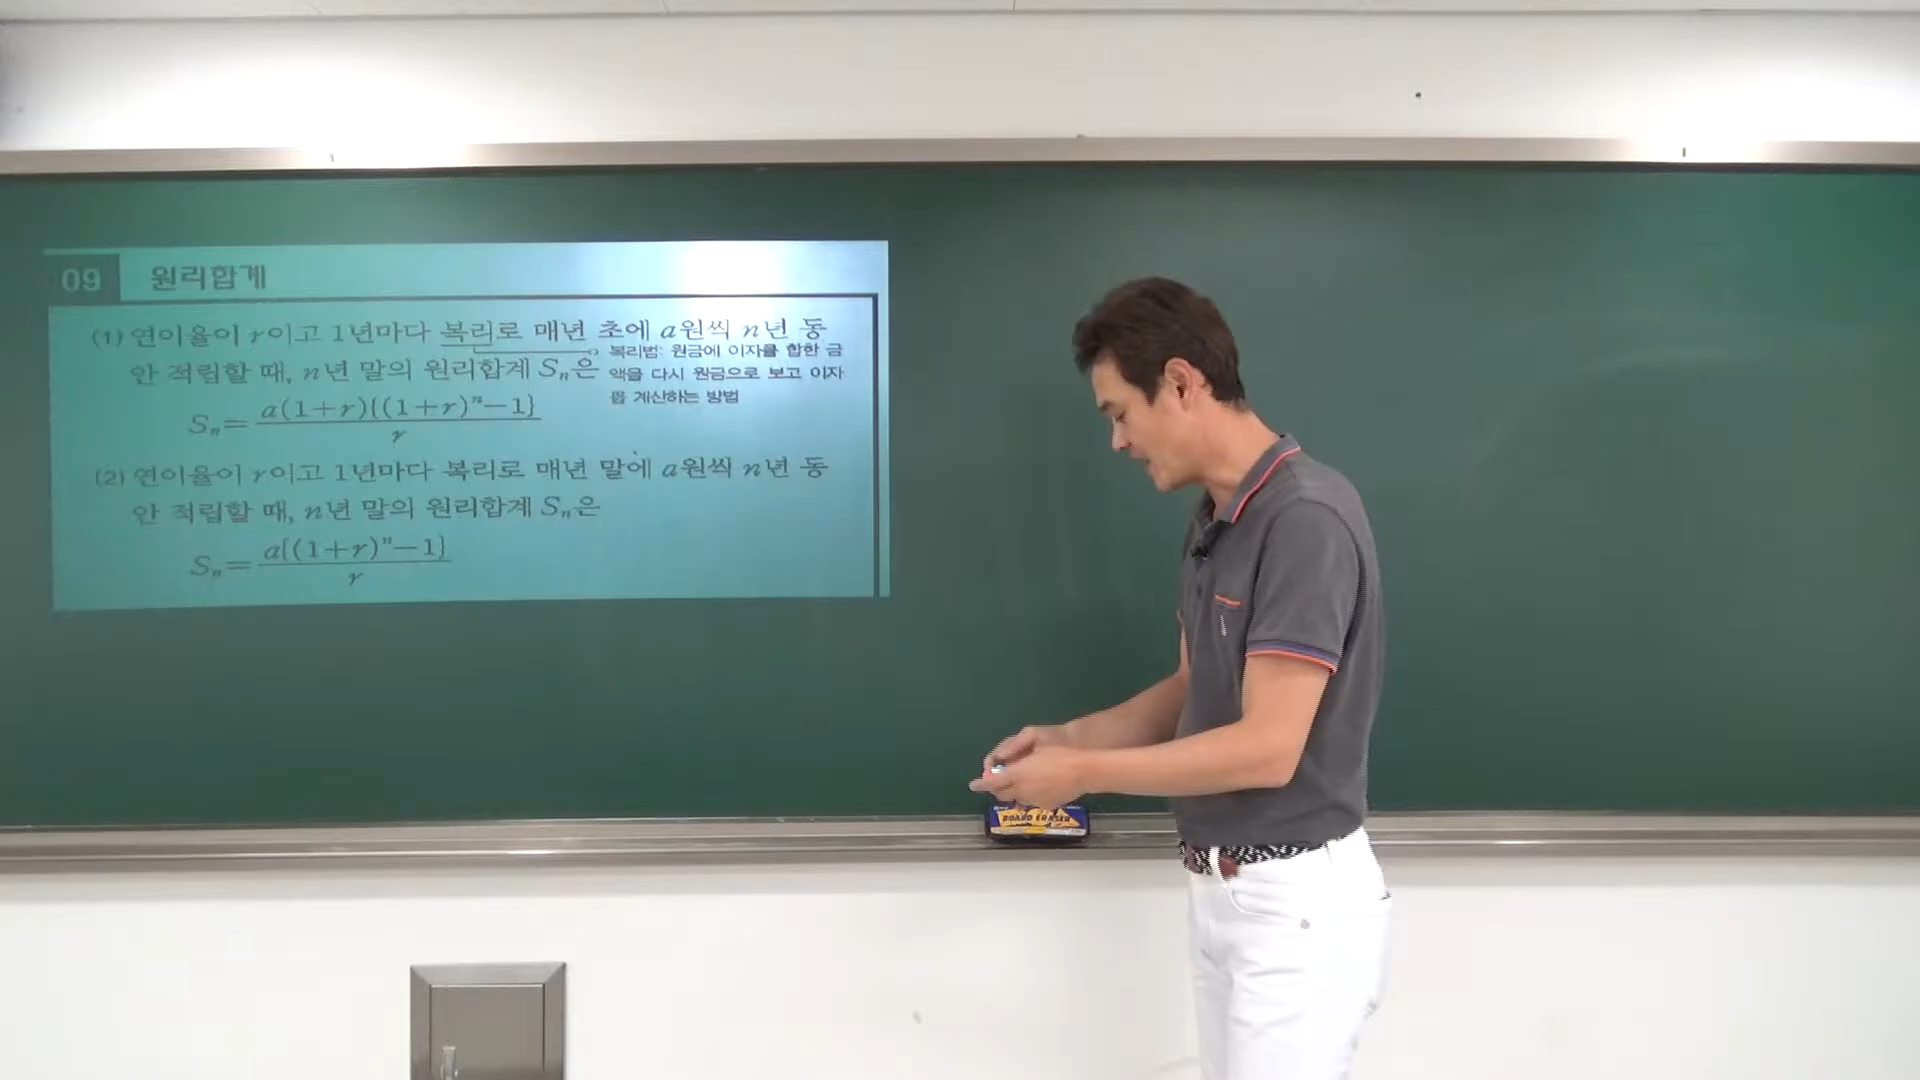 09 원리합계
(1) 연이율이 r이고 1년마다 복리로 매년 초에 a원씩 n년 동
안 적립할 때, n년 말의 원리합계 Sₙ은
복리법: 원금에 이자를 합한 금
액을 다시 원금으로 보고 이자
를 계산하는 방법
Sₙ=a(1+r){(1+r)ⁿ−1}/r
(2) 연이율이 r이고 1년마다 복리로 매년 말에 a원씩 n년 동
안 적립할 때, n년 말의 원리합계 Sₙ은
Sₙ=a{(1+r)ⁿ−1}/r
BOARD ERASER